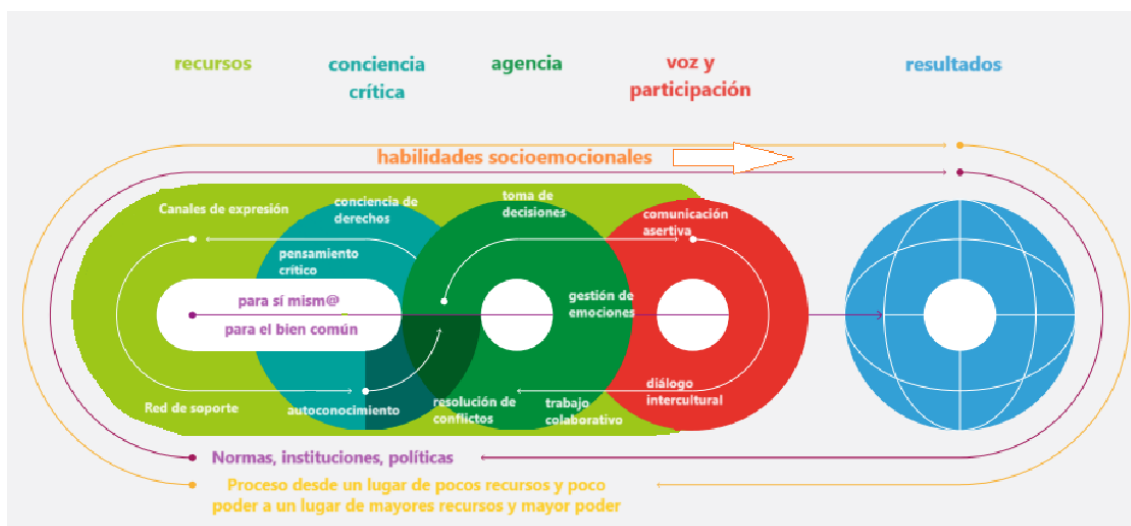 recursos
conciencia
crítica
agencia
voz y
participación
resultados
habilidades socioemocionales
Canales de expresión
conciencia de
derechos
toma de
decisiones
comunicación
asertiva
pensamiento
crítico
para sí mism@
para el bien común
gestión de
emociones
Red de soporte
autoconocimiento
resolución de
conflictos
trabajo
colaborativo
diálogo
intercultural
Normas, instituciones, políticas
Proceso desde un lugar de pocos recursos y poco
poder a un lugar de mayores recursos y mayor poder